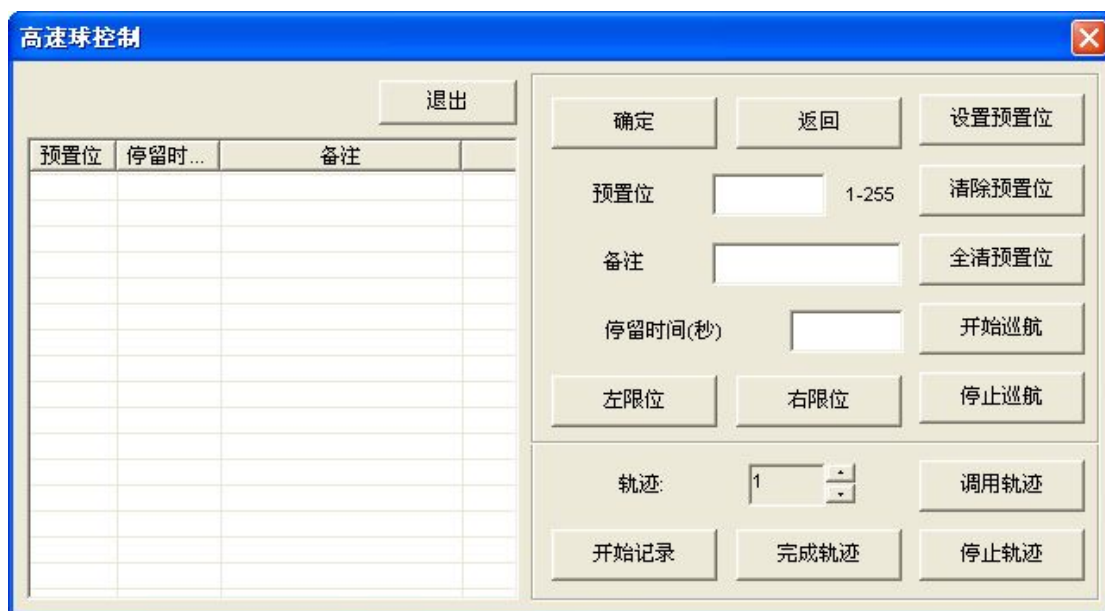 高速球控制
退出
预置位 停留时... 备注
确定 返回 设置预置位
预置位 1-255 清除预置位
备注 全清预置位
停留时间(秒) 开始巡航
左限位 右限位 停止巡航
轨迹: 1 调用轨迹
开始记录 完成轨迹 停止轨迹